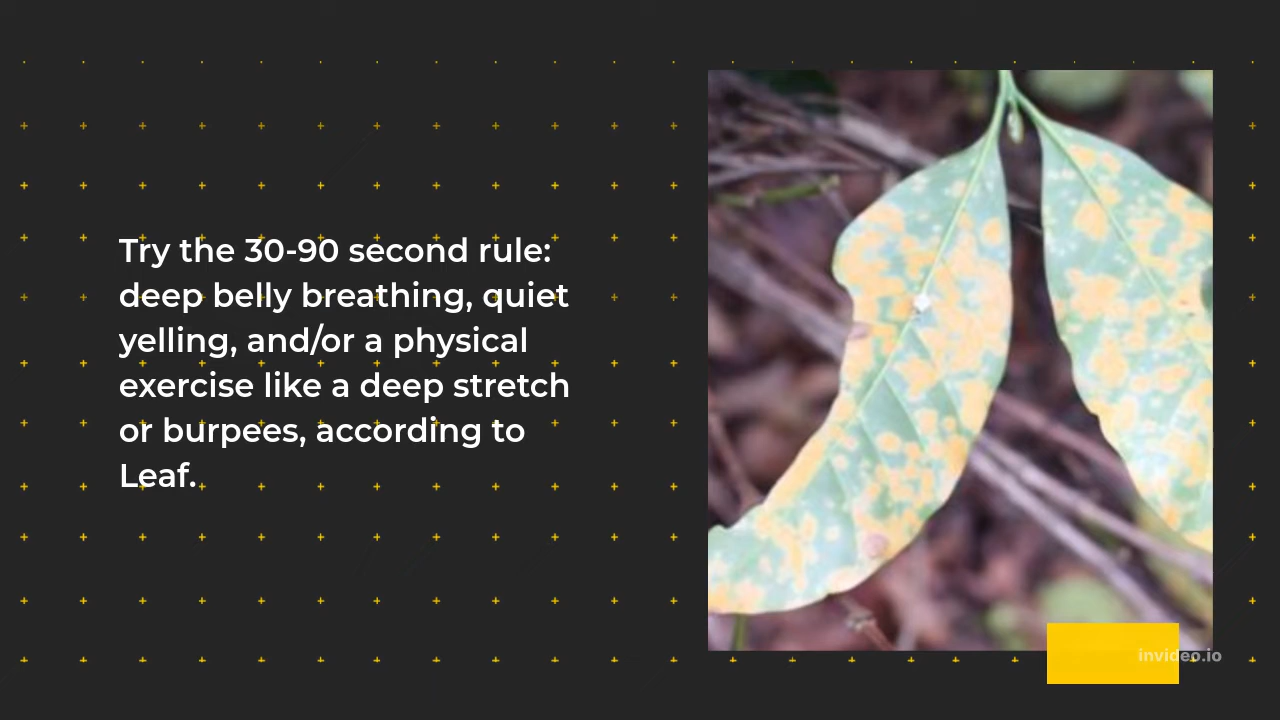 Try the 30-90 second rule:
deep belly breathing, quiet
yelling, and/or a physical
exercise like a deep stretch
or burpees, according to
Leaf.
invideo.io